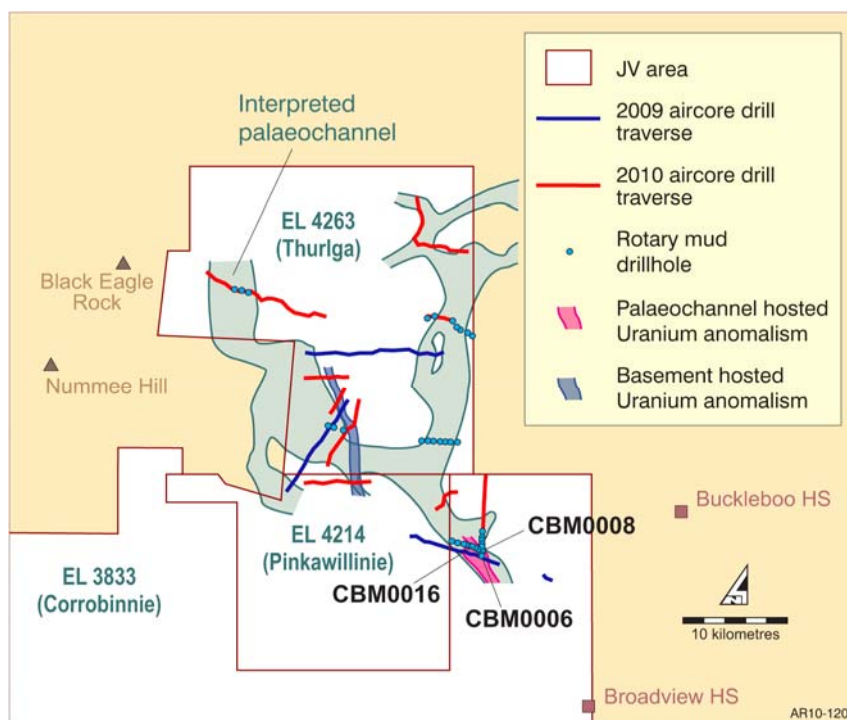 Interpreted
palaeochannel
EL 4263
(Thurlga)
Black Eagle
Rock
Nummee Hill
EL 4214
(Pinkawillinie)
EL 3833
(Corrobinnie)
CBM0008
CBM0016
CBM0006
Buckleboo HS
Broadview HS
JV area
2009 aircore drill
traverse
2010 aircore drill
traverse
Rotary mud
drillhole
Palaeochannel hosted
Uranium anomalism
Basement hosted
Uranium anomalism
N
10 kilometres
AR10-120